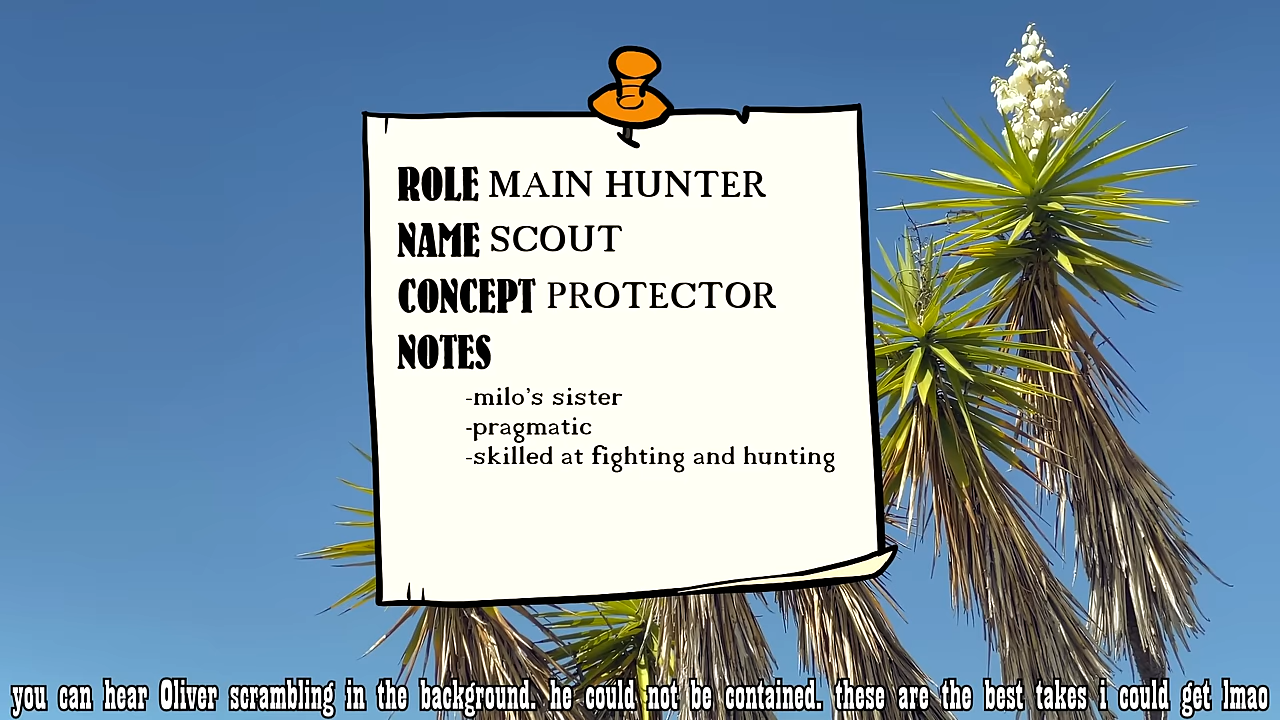 ROLE MAIN HUNTER
NAME SCOUT
CONCEPT PROTECTOR
NOTES
-milo's sister
-pragmatic
-skilled at fighting and hunting
you can hear Oliver scrambling in the background. he could not be contained. these are the best takes i could get lmao